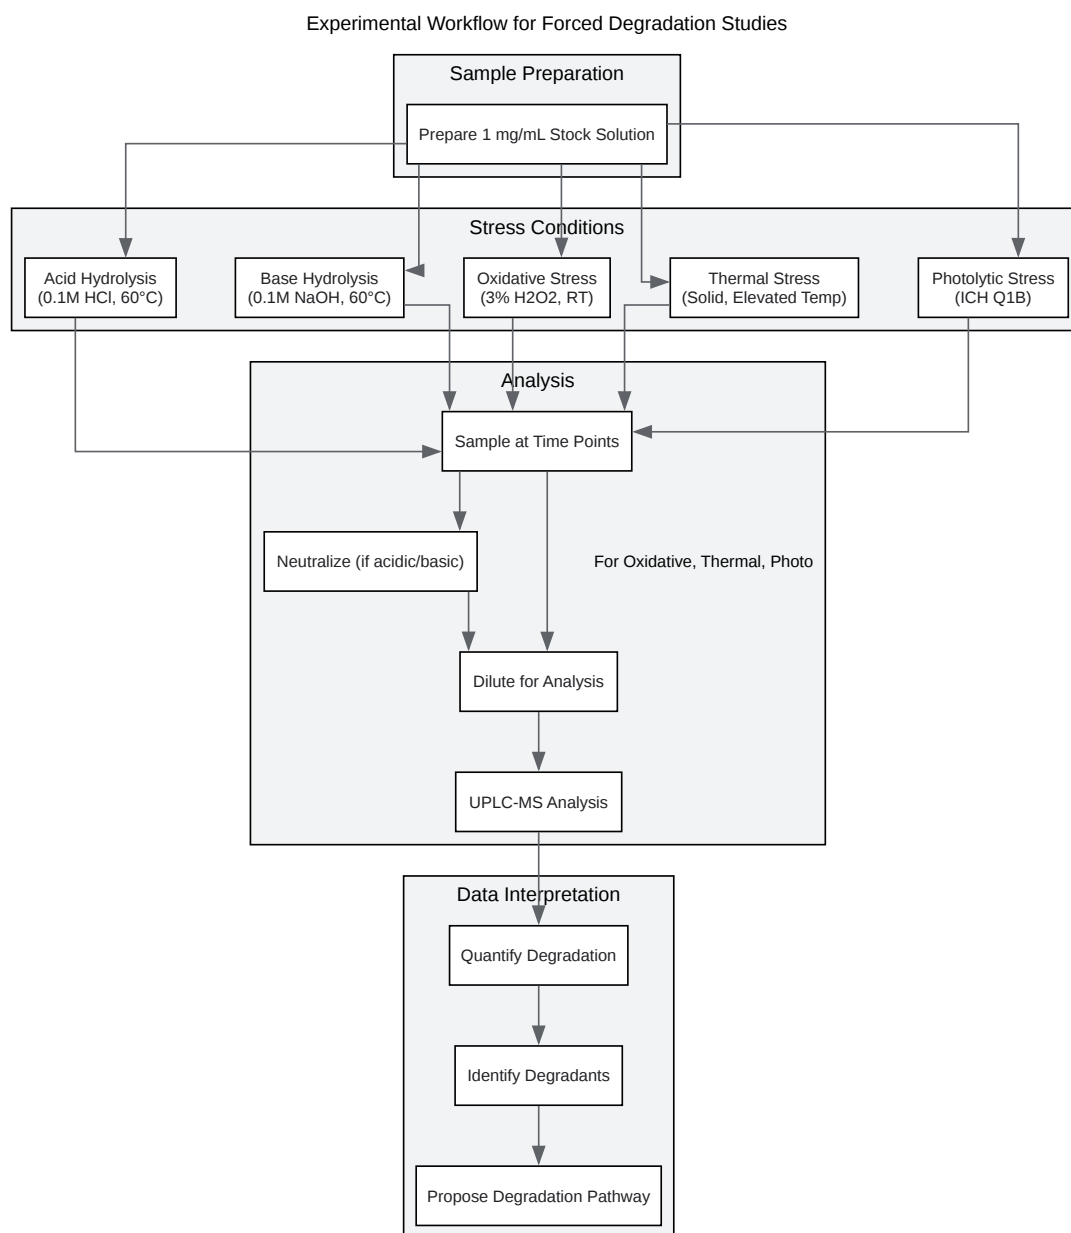 Experimental Workflow for Forced Degradation Studies
Sample Preparation
Prepare 1 mg/mL Stock Solution
Stress Conditions
Acid Hydrolysis
(0.1M HCl, 60°C)
Base Hydrolysis
(0.1M NaOH, 60°C)
Oxidative Stress
(3% H2O2, RT)
Thermal Stress
(Solid, Elevated Temp)
Photolytic Stress
(ICH Q1B)
Analysis
Sample at Time Points
Neutralize (if acidic/basic)
For Oxidative, Thermal, Photo
Dilute for Analysis
UPLC-MS Analysis
Data Interpretation
Quantify Degradation
Identify Degradants
Propose Degradation Pathway